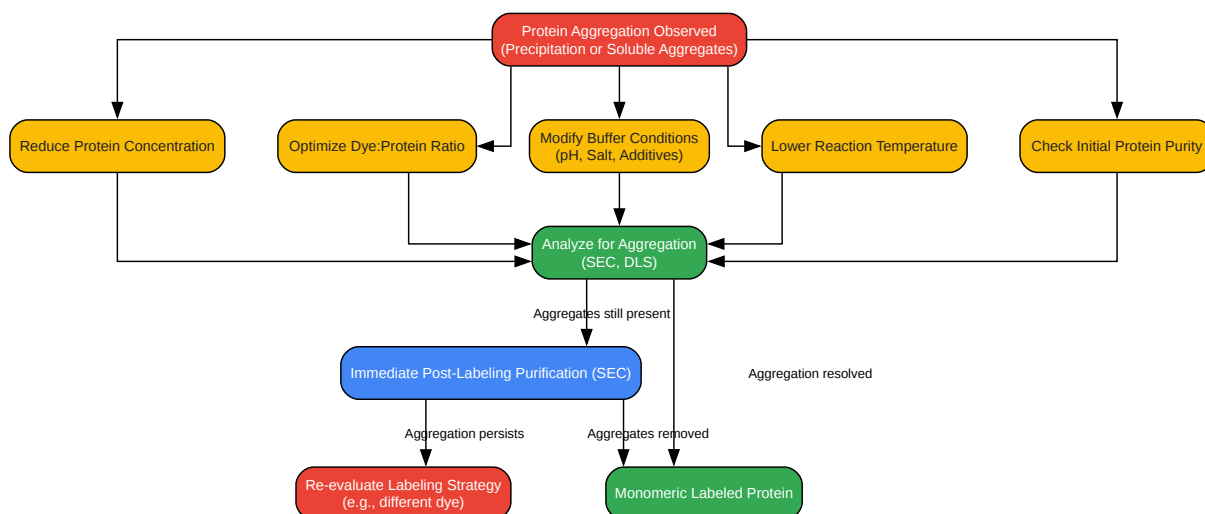 Protein Aggregation Observed
(Precipitation or Soluble Aggregates)
Reduce Protein Concentration
Optimize Dye:Protein Ratio
Modify Buffer Conditions
(pH, Salt, Additives)
Lower Reaction Temperature
Check Initial Protein Purity
Analyze for Aggregation
(SEC, DLS)
Aggregates still present
Immediate Post-Labeling Purification (SEC)
Aggregation resolved
Aggregation persists
Aggregates removed
Re-evaluate Labeling Strategy
(e.g., different dye)
Monomeric Labeled Protein